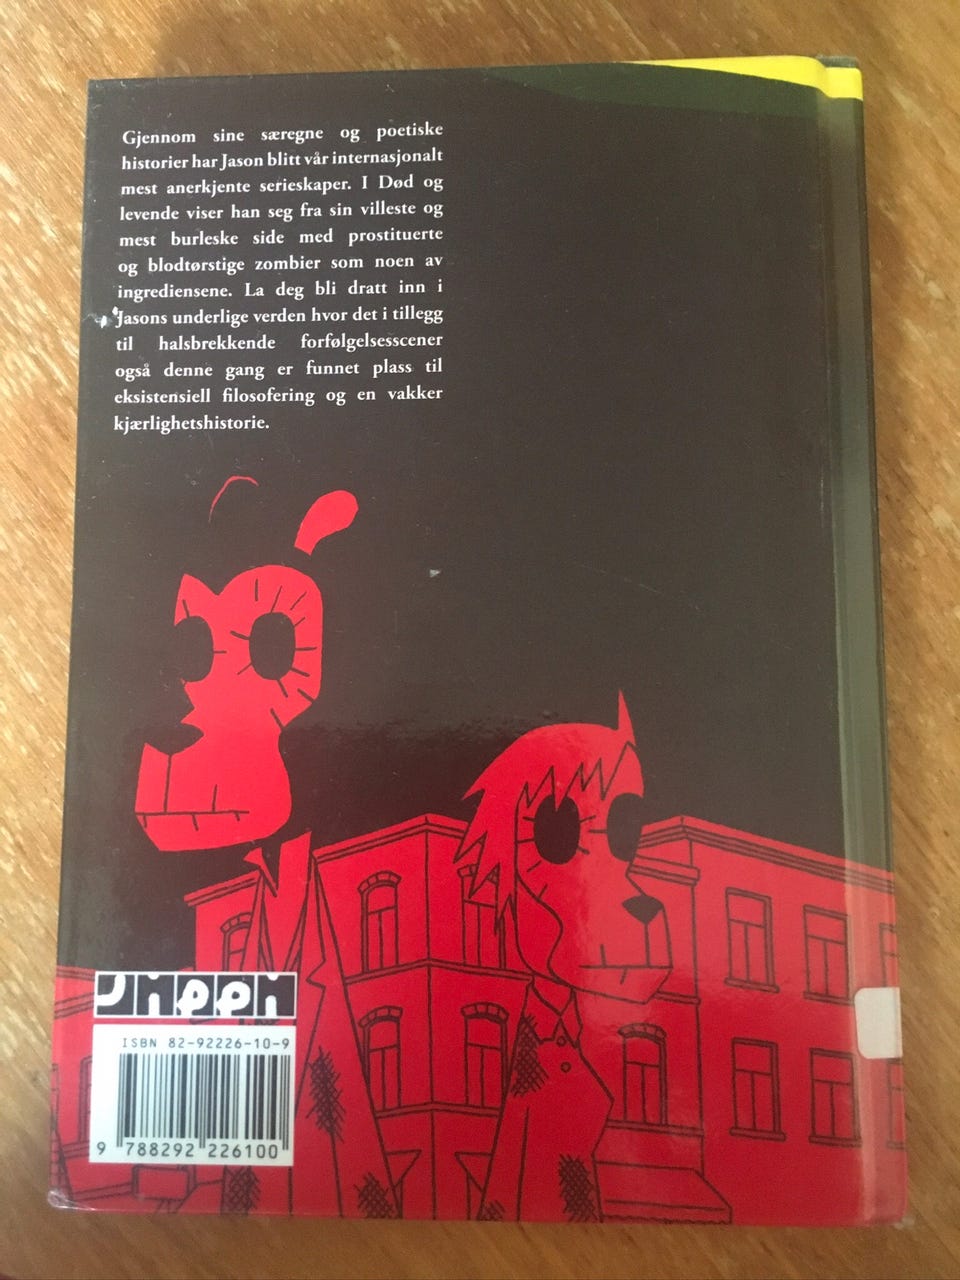 Gjennom sine særegne og poetiske
historier har Jason blitt vår internasjonalt
mest anerkjente serieskaper. I Død og
levende viser han seg fra sin villeste og
mest burleske side med prostituerte
og blodtørstige zombier som noen av
ingrediensene. La deg bli dratt inn i
Jasons underlige verden hvor det i tillegg
til halsbrekkende forfølgelsesscener
også denne gang er funnet plass til
eksistensiell filosofering og en vakker
kjærlighetshistorie.
JIPPI
ISBN 82-92226-10-9
9 788292 226100